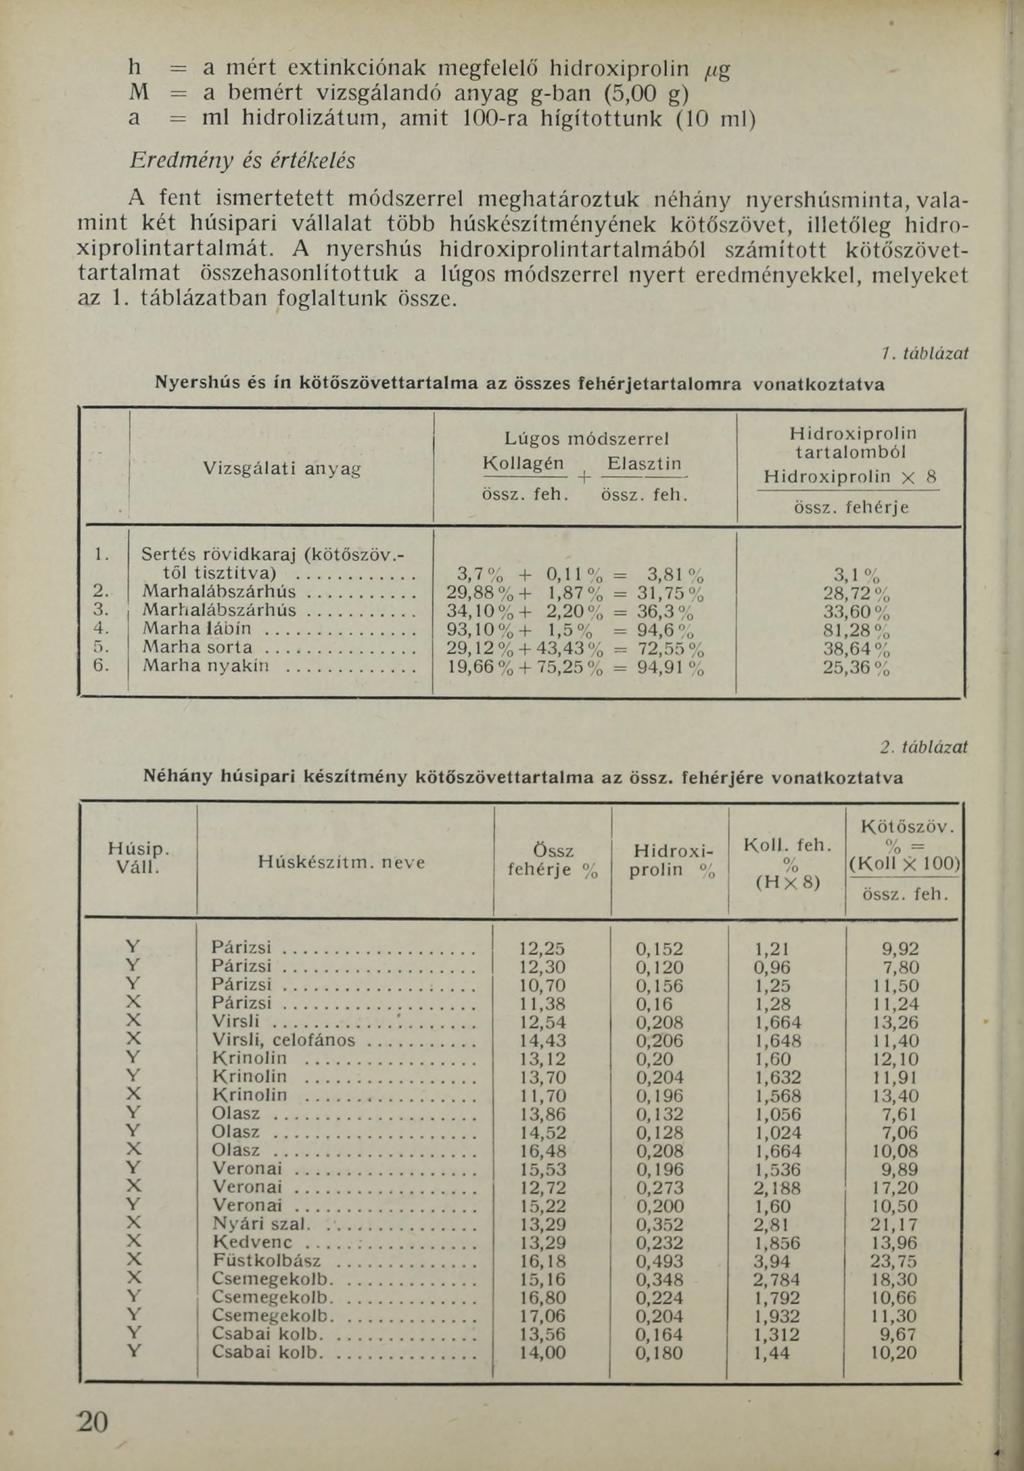 h = a mért extinkciónak megfelelő hidroxiprolin µg
M = a bemért vizsgálandó anyag g-ban (5,00 g)
a = ml hidrolizátum, amit 100-ra hígítottunk (10 ml)
Eredmény és értékelés
A fent ismertetett módszerrel meghatároztuk néhány nyershúsminta, vala-
mint két húsipari vállalat több húskészítményének kötőszövet, illetőleg hidro-
xiprolintartalmát. A nyershús hidroxiprolintartalmából számított kötőszövet-
tartalmat összehasonlítottuk a lúgos módszerrel nyert eredményekkel, melyeket
az 1. táblázatban foglaltunk össze.
1. táblázat
Nyershús és ín kötőszövettartalma az összes fehérjetartalomra vonatkoztatva
Vizsgálati anyag
Lúgos módszerrel
Kollagén + Elasztin
össz. feh. össz. feh.
Hidroxiprolin
tartalomból
Hidroxiprolin × 8
össz. fehérje
1. Sertés rövidkaraj (kötőszöv.-
től tisztítva) .............. 3,7% + 0,11% = 3,81% 3,1%
2. Marhalábszárhús ........... 29,88% + 1,87% = 31,75% 28,72%
3. Marhalábszárhús ........... 34,10% + 2,20% = 36,3% 33,60%
4. Marha lábín ............... 93,10% + 1,5% = 94,6% 81,28%
5. Marha sorta ............... 29,12% + 43,43% = 72,55% 38,64%
6. Marha nyakín ............. 19,66% + 75,25% = 94,91% 25,36%
2. táblázat
Néhány húsipari készítmény kötőszövettartalma az össz. fehérjére vonatkoztatva
Húsip.
Váll.
Húskészítm. neve
Össz
fehérje %
Hidroxi-
prolin %
Koll. feh.
%
(H×8)
Kötőszöv.
% =
(Koll × 100)
össz. feh.
Y Párizsi .................. 12,25 0,152 1,21 9,92
Y Párizsi .................. 12,30 0,120 0,96 7,80
Y Párizsi .................. 10,70 0,156 1,25 11,50
X Párizsi .................. 11,38 0,16 1,28 11,24
X Virsli ................... 12,54 0,208 1,664 13,26
X Virsli, celofános ........... 14,43 0,206 1,648 11,40
Y Krinolin ................ 13,12 0,20 1,60 12,10
Y Krinolin ................ 13,70 0,204 1,632 11,91
X Krinolin ................ 11,70 0,196 1,568 13,40
Y Olasz ................... 13,86 0,132 1,056 7,61
Y Olasz ................... 14,52 0,128 1,024 7,06
X Olasz ................... 16,48 0,208 1,664 10,08
Y Veronai ................. 15,53 0,196 1,536 9,89
X Veronai ................. 12,72 0,273 2,188 17,20
Y Veronai ................. 15,22 0,200 1,60 10,50
X Nyári szal. .............. 13,29 0,352 2,81 21,17
X Kedvenc ................ 13,29 0,232 1,856 13,96
X Füstkolbász ............. 16,18 0,493 3,94 23,75
X Csemegekolb. ............. 15,16 0,348 2,784 18,30
Y Csemegekolb. ............. 16,80 0,224 1,792 10,66
Y Csemegekolb. ............. 17,06 0,204 1,932 11,30
Y Csabai kolb. .............. 13,56 0,164 1,312 9,67
Y Csabai kolb. .............. 14,00 0,180 1,44 10,20
20